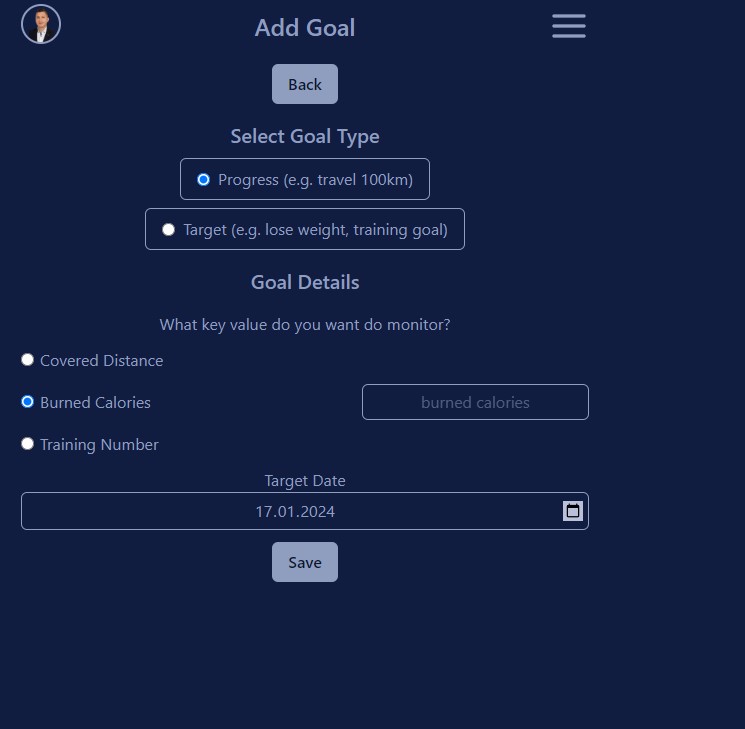 Add Goal
Back
Select Goal Type
Progress (e.g. travel 100km)
Target (e.g. lose weight, training goal)
Goal Details
What key value do you want do monitor?
Covered Distance
Burned Calories burned calories
Training Number
Target Date
17.01.2024
Save